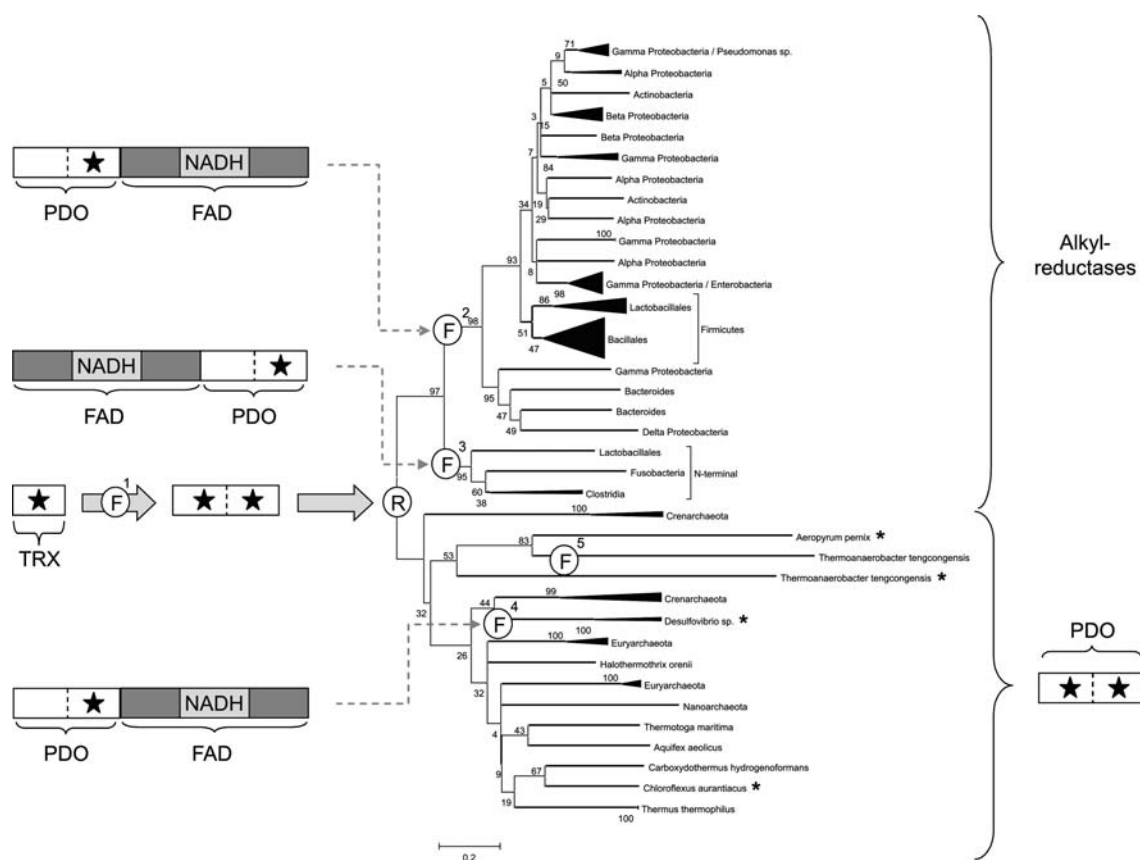 71
9
Gamma Proteobacteria / Pseudomonas sp.
Alpha Proteobacteria
5
50
Actinobacteria
Beta Proteobacteria
3
15
Beta Proteobacteria
7
Gamma Proteobacteria
84
Alpha Proteobacteria
Actinobacteria
34
19
29
Alpha Proteobacteria
100
Gamma Proteobacteria
93
Alpha Proteobacteria
8
Gamma Proteobacteria / Enterobacteria
86
98
Lactobacillales
Firmicutes
51
47
Bacillales
NADH
PDO
FAD
F
2
98
Gamma Proteobacteria
95
Bacteroides
47
Bacteroides
49
Delta Proteobacteria
NADH
FAD
PDO
97
F
3
95
Lactobacillales
Fusobacteria
N-terminal
60
Clostridia
38
Alkyl-
reductases
TRX
F
1
R
100
Crenarchaeota
83
Aeropyrum pernix *
53
F
5
Thermoanaerobacter tengcongensis
Thermoanaerobacter tengcongensis *
32
44
99
Crenarchaeota
F
4
Desulfovibrio sp. *
100
26
100
Euryarchaeota
32
Halothermothrix orenii
100
Euryarchaeota
Nanoarchaeota
4
43
Thermotoga maritima
Aquifex aeolicus
9
67
Carboxydothermus hydrogenoformans
Chloroflexus aurantiacus *
19
Thermus thermophilus
100
NADH
PDO
FAD
PDO
0.2